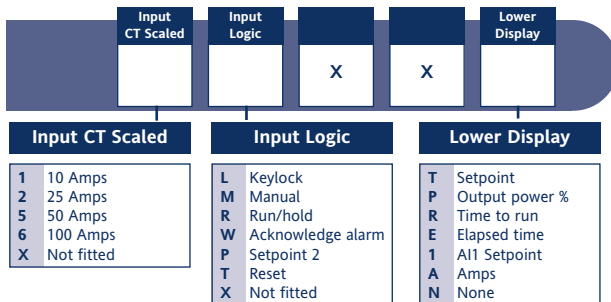 Input
CT Scaled
Input
Logic
Lower
Display
X
X
Input CT Scaled
1 10 Amps
2 25 Amps
5 50 Amps
6 100 Amps
X Not fitted
Input Logic
L Keylock
M Manual
R Run/hold
W Acknowledge alarm
P Setpoint 2
T Reset
X Not fitted
Lower Display
T Setpoint
P Output power %
R Time to run
E Elapsed time
1 AI1 Setpoint
A Amps
N None